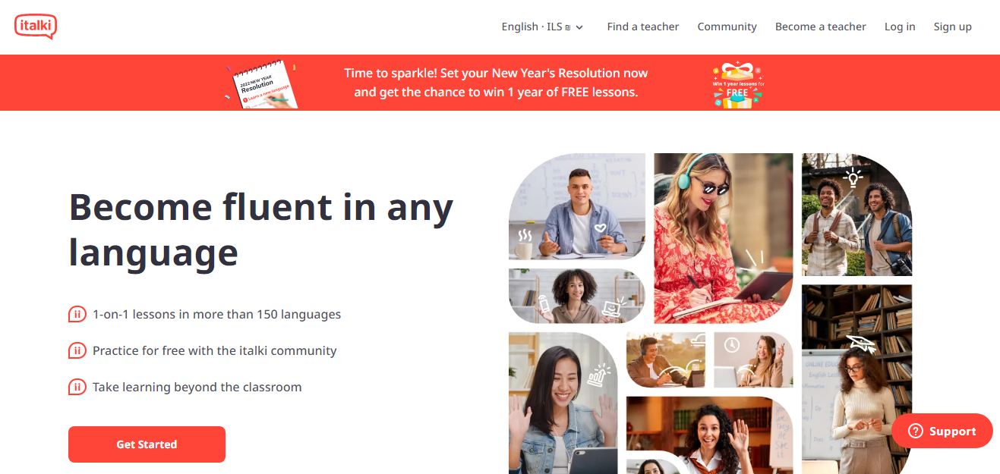 italki
English · ILS ₪
Find a teacher
Community
Become a teacher
Log in
Sign up
2022 NEW YEAR
Resolution
Learn a new language
Time to sparkle! Set your New Year's Resolution now
and get the chance to win 1 year of FREE lessons.
Win 1 year lessons for
FREE
Become fluent in any
language
ii 1-on-1 lessons in more than 150 languages
ii Practice for free with the italki community
ii Take learning beyond the classroom
Get Started
? Support